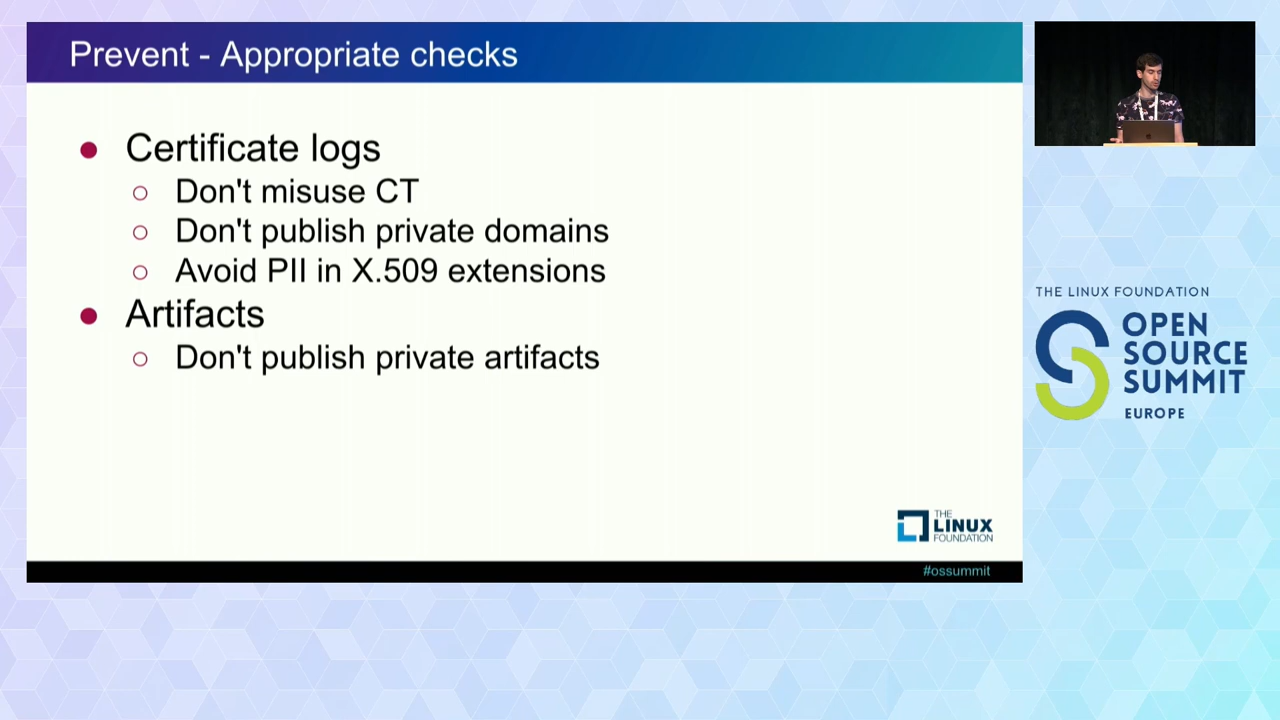 Prevent - Appropriate checks
Certificate logs
Don't misuse CT
Don't publish private domains
Avoid PII in X.509 extensions
Artifacts
Don't publish private artifacts
THE
LINUX
FOUNDATION
#ossummit
THE LINUX FOUNDATION
OPEN
SOURCE
SUMMIT
EUROPE